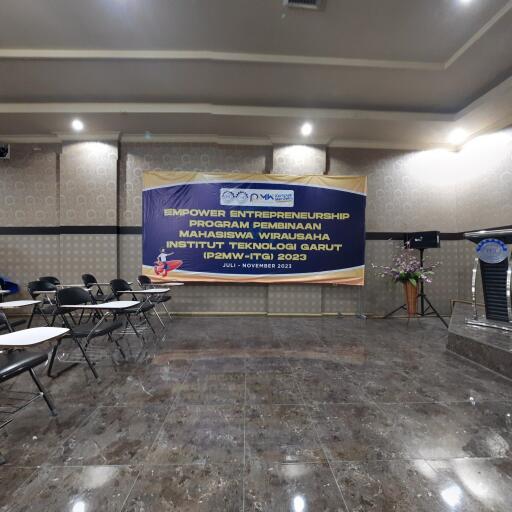 EMPOWER ENTREPRENEURSHIP
PROGRAM PEMBINAAN
MAHASISWA WIRAUSAHA
INSTITUT TEKNOLOGI GARUT
(P2MW-ITG) 2023
JULI - NOVEMBER 2023